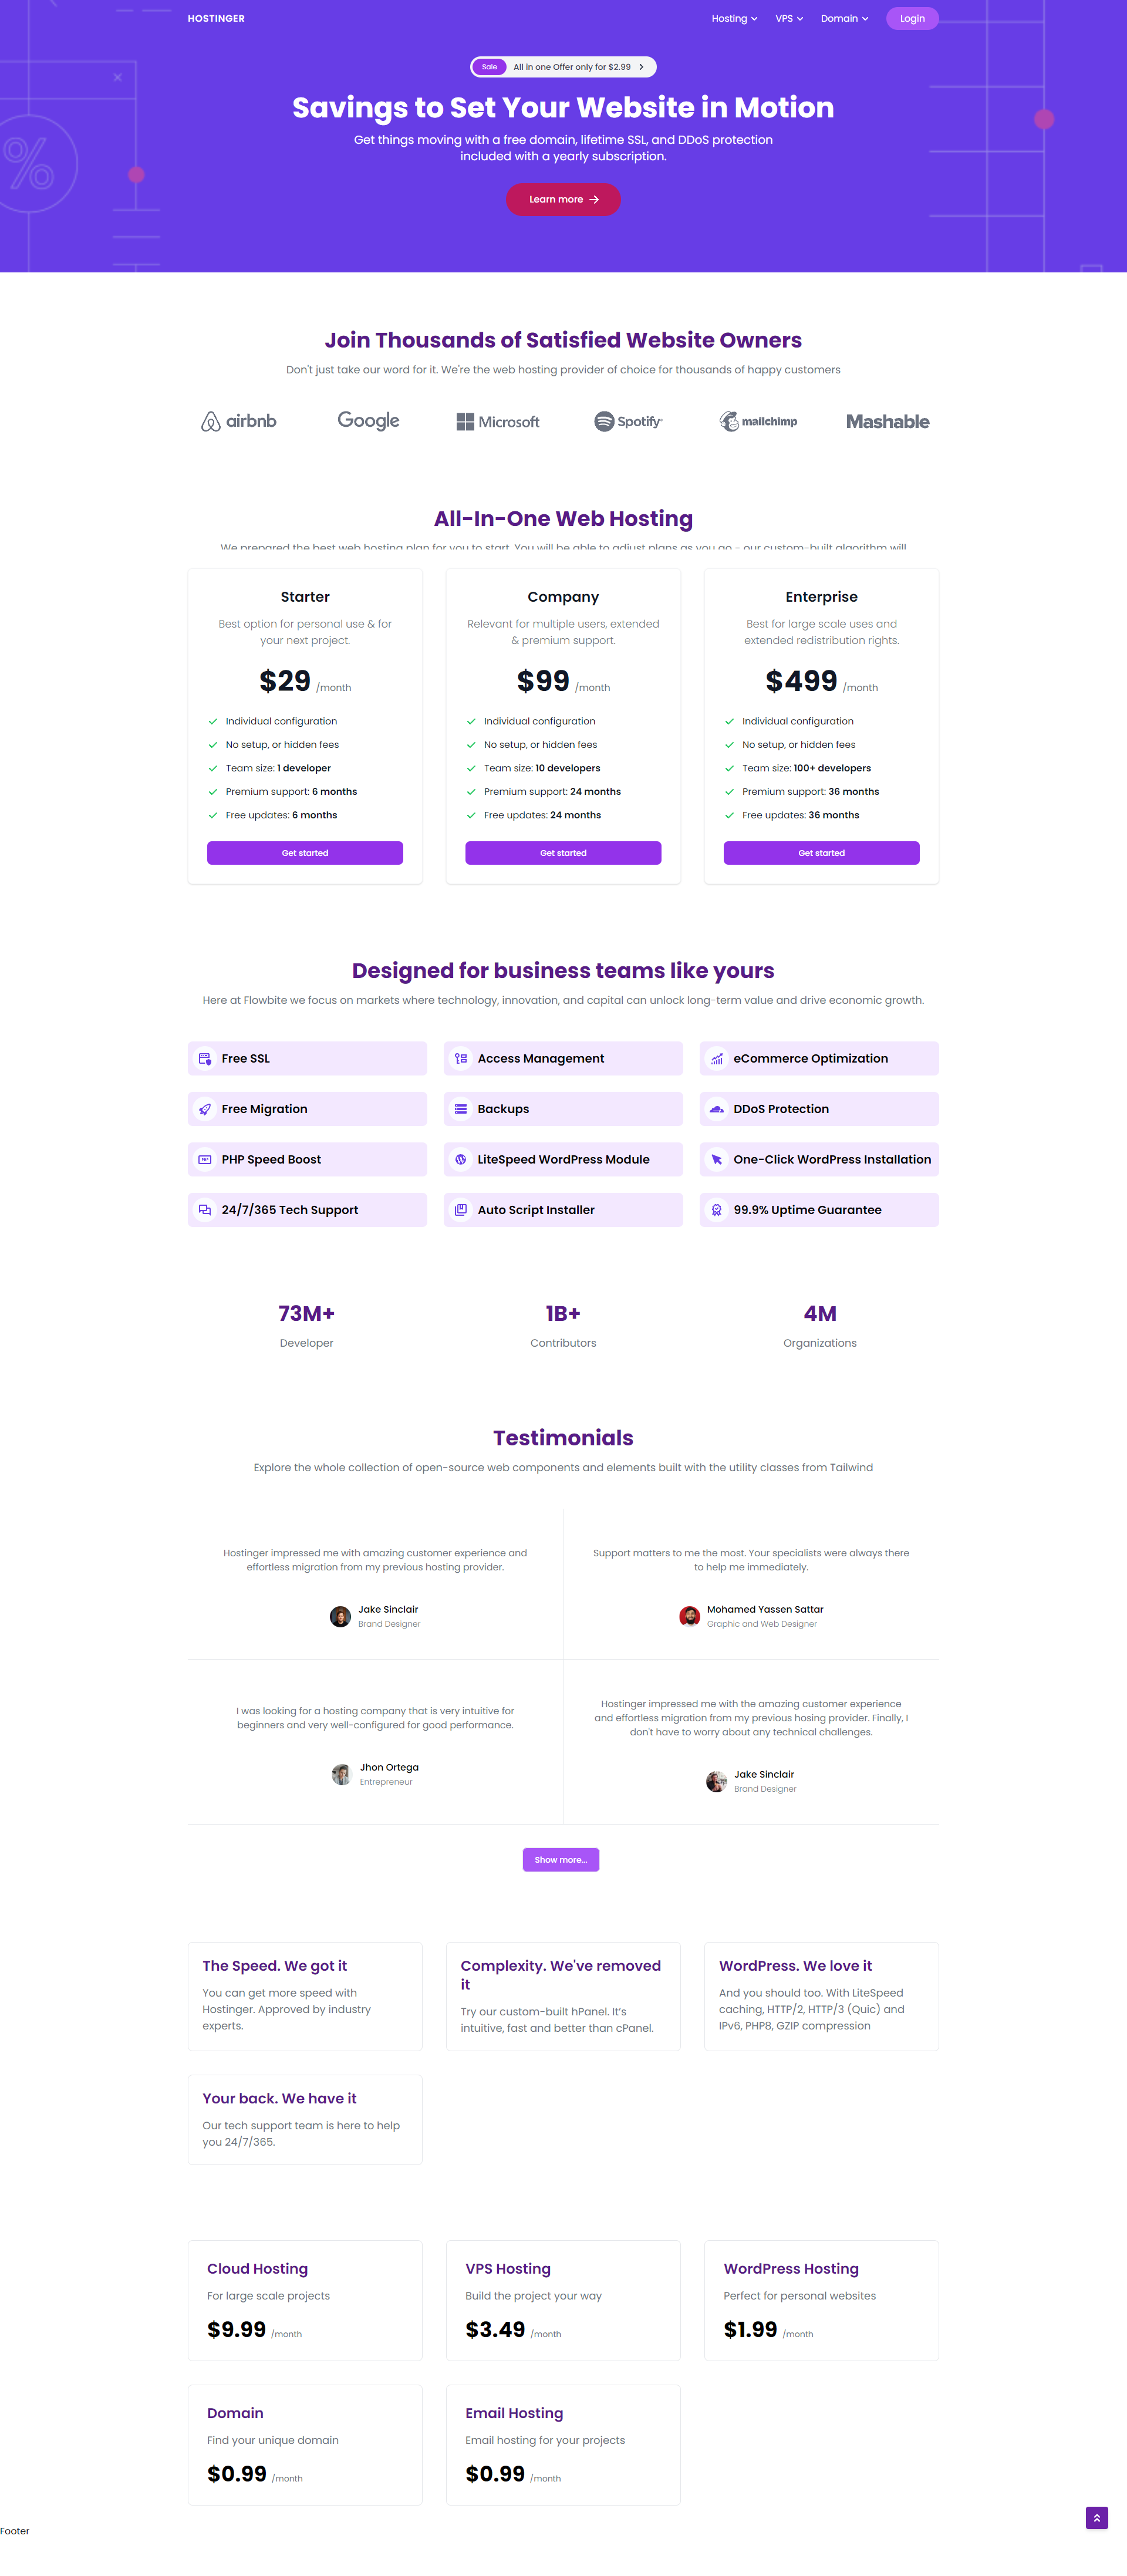 HOSTINGER
Hosting
VPS
Domain
Login
Sale
All in one Offer only for $2.99
Savings to Set Your Website in Motion
Get things moving with a free domain, lifetime SSL, and DDoS protection
included with a yearly subscription.
Learn more
%
Join Thousands of Satisfied Website Owners
Don't just take our word for it. We're the web hosting provider of choice for thousands of happy customers
airbnb
Google
Microsoft
Spotify
mailchimp
Mashable
All-In-One Web Hosting
We prepared the best web hosting plan for you to start. You will be able to adjust plans as you go - our custom-built algorithm will
Starter
Best option for personal use & for
your next project.
$29 /month
Individual configuration
No setup, or hidden fees
Team size: 1 developer
Premium support: 6 months
Free updates: 6 months
Get started
Company
Relevant for multiple users, extended
& premium support.
$99 /month
Individual configuration
No setup, or hidden fees
Team size: 10 developers
Premium support: 24 months
Free updates: 24 months
Get started
Enterprise
Best for large scale uses and
extended redistribution rights.
$499 /month
Individual configuration
No setup, or hidden fees
Team size: 100+ developers
Premium support: 36 months
Free updates: 36 months
Get started
Designed for business teams like yours
Here at Flowbite we focus on markets where technology, innovation, and capital can unlock long-term value and drive economic growth.
Free SSL
Access Management
eCommerce Optimization
Free Migration
Backups
DDoS Protection
PHP
PHP Speed Boost
LiteSpeed WordPress Module
One-Click WordPress Installation
24/7/365 Tech Support
Auto Script Installer
99.9% Uptime Guarantee
73M+
Developer
1B+
Contributors
4M
Organizations
Testimonials
Explore the whole collection of open-source web components and elements built with the utility classes from Tailwind
Hostinger impressed me with amazing customer experience and
effortless migration from my previous hosting provider.
Jake Sinclair
Brand Designer
Support matters to me the most. Your specialists were always there
to help me immediately.
Mohamed Yassen Sattar
Graphic and Web Designer
I was looking for a hosting company that is very intuitive for
beginners and very well-configured for good performance.
Jhon Ortega
Entrepreneur
Hostinger impressed me with the amazing customer experience
and effortless migration from my previous hosing provider. Finally, I
don't have to worry about any technical challenges.
Jake Sinclair
Brand Designer
Show more...
The Speed. We got it
You can get more speed with
Hostinger. Approved by industry
experts.
Complexity. We've removed
it
Try our custom-built hPanel. It's
intuitive, fast and better than cPanel.
WordPress. We love it
And you should too. With LiteSpeed
caching, HTTP/2, HTTP/3 (Quic) and
IPv6, PHP8, GZIP compression
Your back. We have it
Our tech support team is here to help
you 24/7/365.
Cloud Hosting
For large scale projects
$9.99 /month
VPS Hosting
Build the project your way
$3.49 /month
WordPress Hosting
Perfect for personal websites
$1.99 /month
Domain
Find your unique domain
$0.99 /month
Email Hosting
Email hosting for your projects
$0.99 /month
Footer